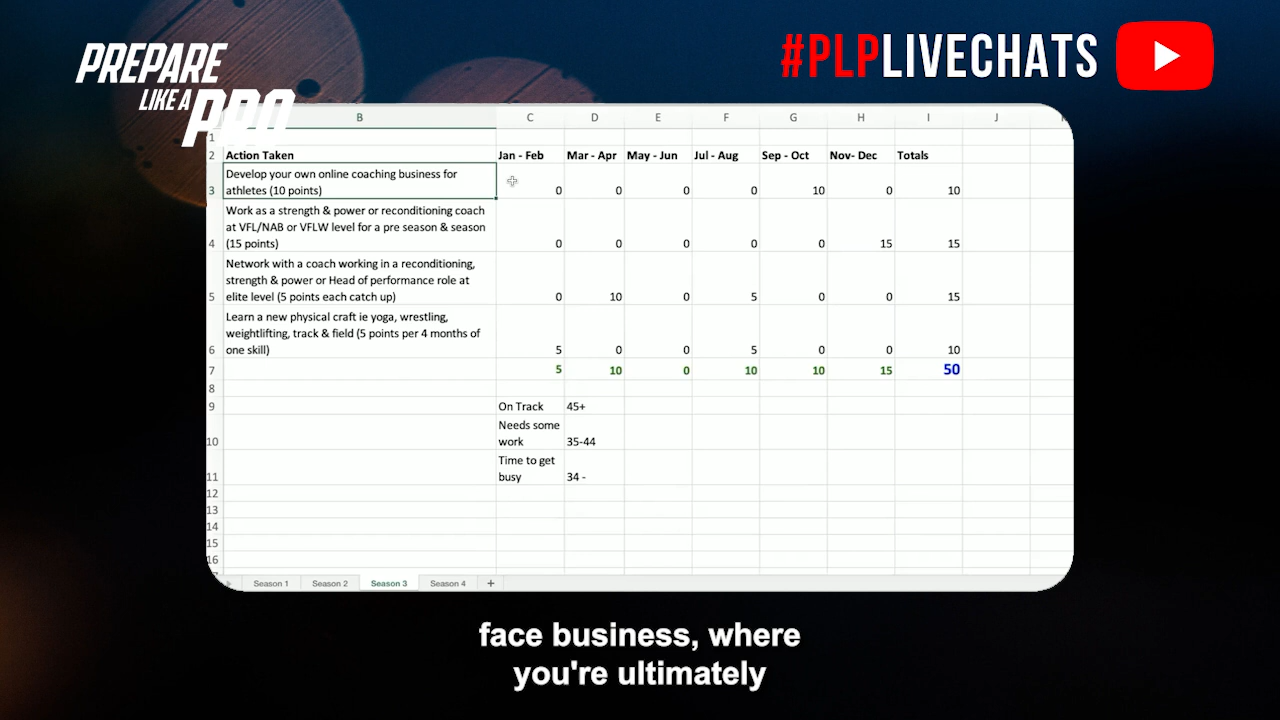 PREPARE
LIKE A
PRO
#PLPLIVECHATS
B C D E F G H I J
1
2 Action Taken Jan - Feb Mar - Apr May - Jun Jul - Aug Sep - Oct Nov- Dec Totals
Develop your own online coaching business for
3 athletes (10 points) 0 0 0 0 10 0 10
Work as a strength & power or reconditioning coach
at VFL/NAB or VFLW level for a pre season & season
4 (15 points) 0 0 0 0 0 15 15
Network with a coach working in a reconditioning,
strength & power or Head of performance role at
5 elite level (5 points each catch up) 0 10 0 5 0 0 15
Learn a new physical craft ie yoga, wrestling,
weightlifting, track & field (5 points per 4 months of
6 one skill) 5 0 0 5 0 0 10
7 5 10 0 10 10 15 50
8
9 On Track 45+
Needs some
10 work 35-44
Time to get
11 busy 34 -
12
13
14
15
16
Season 1 Season 2 Season 3 Season 4 +
face business, where
you're ultimately